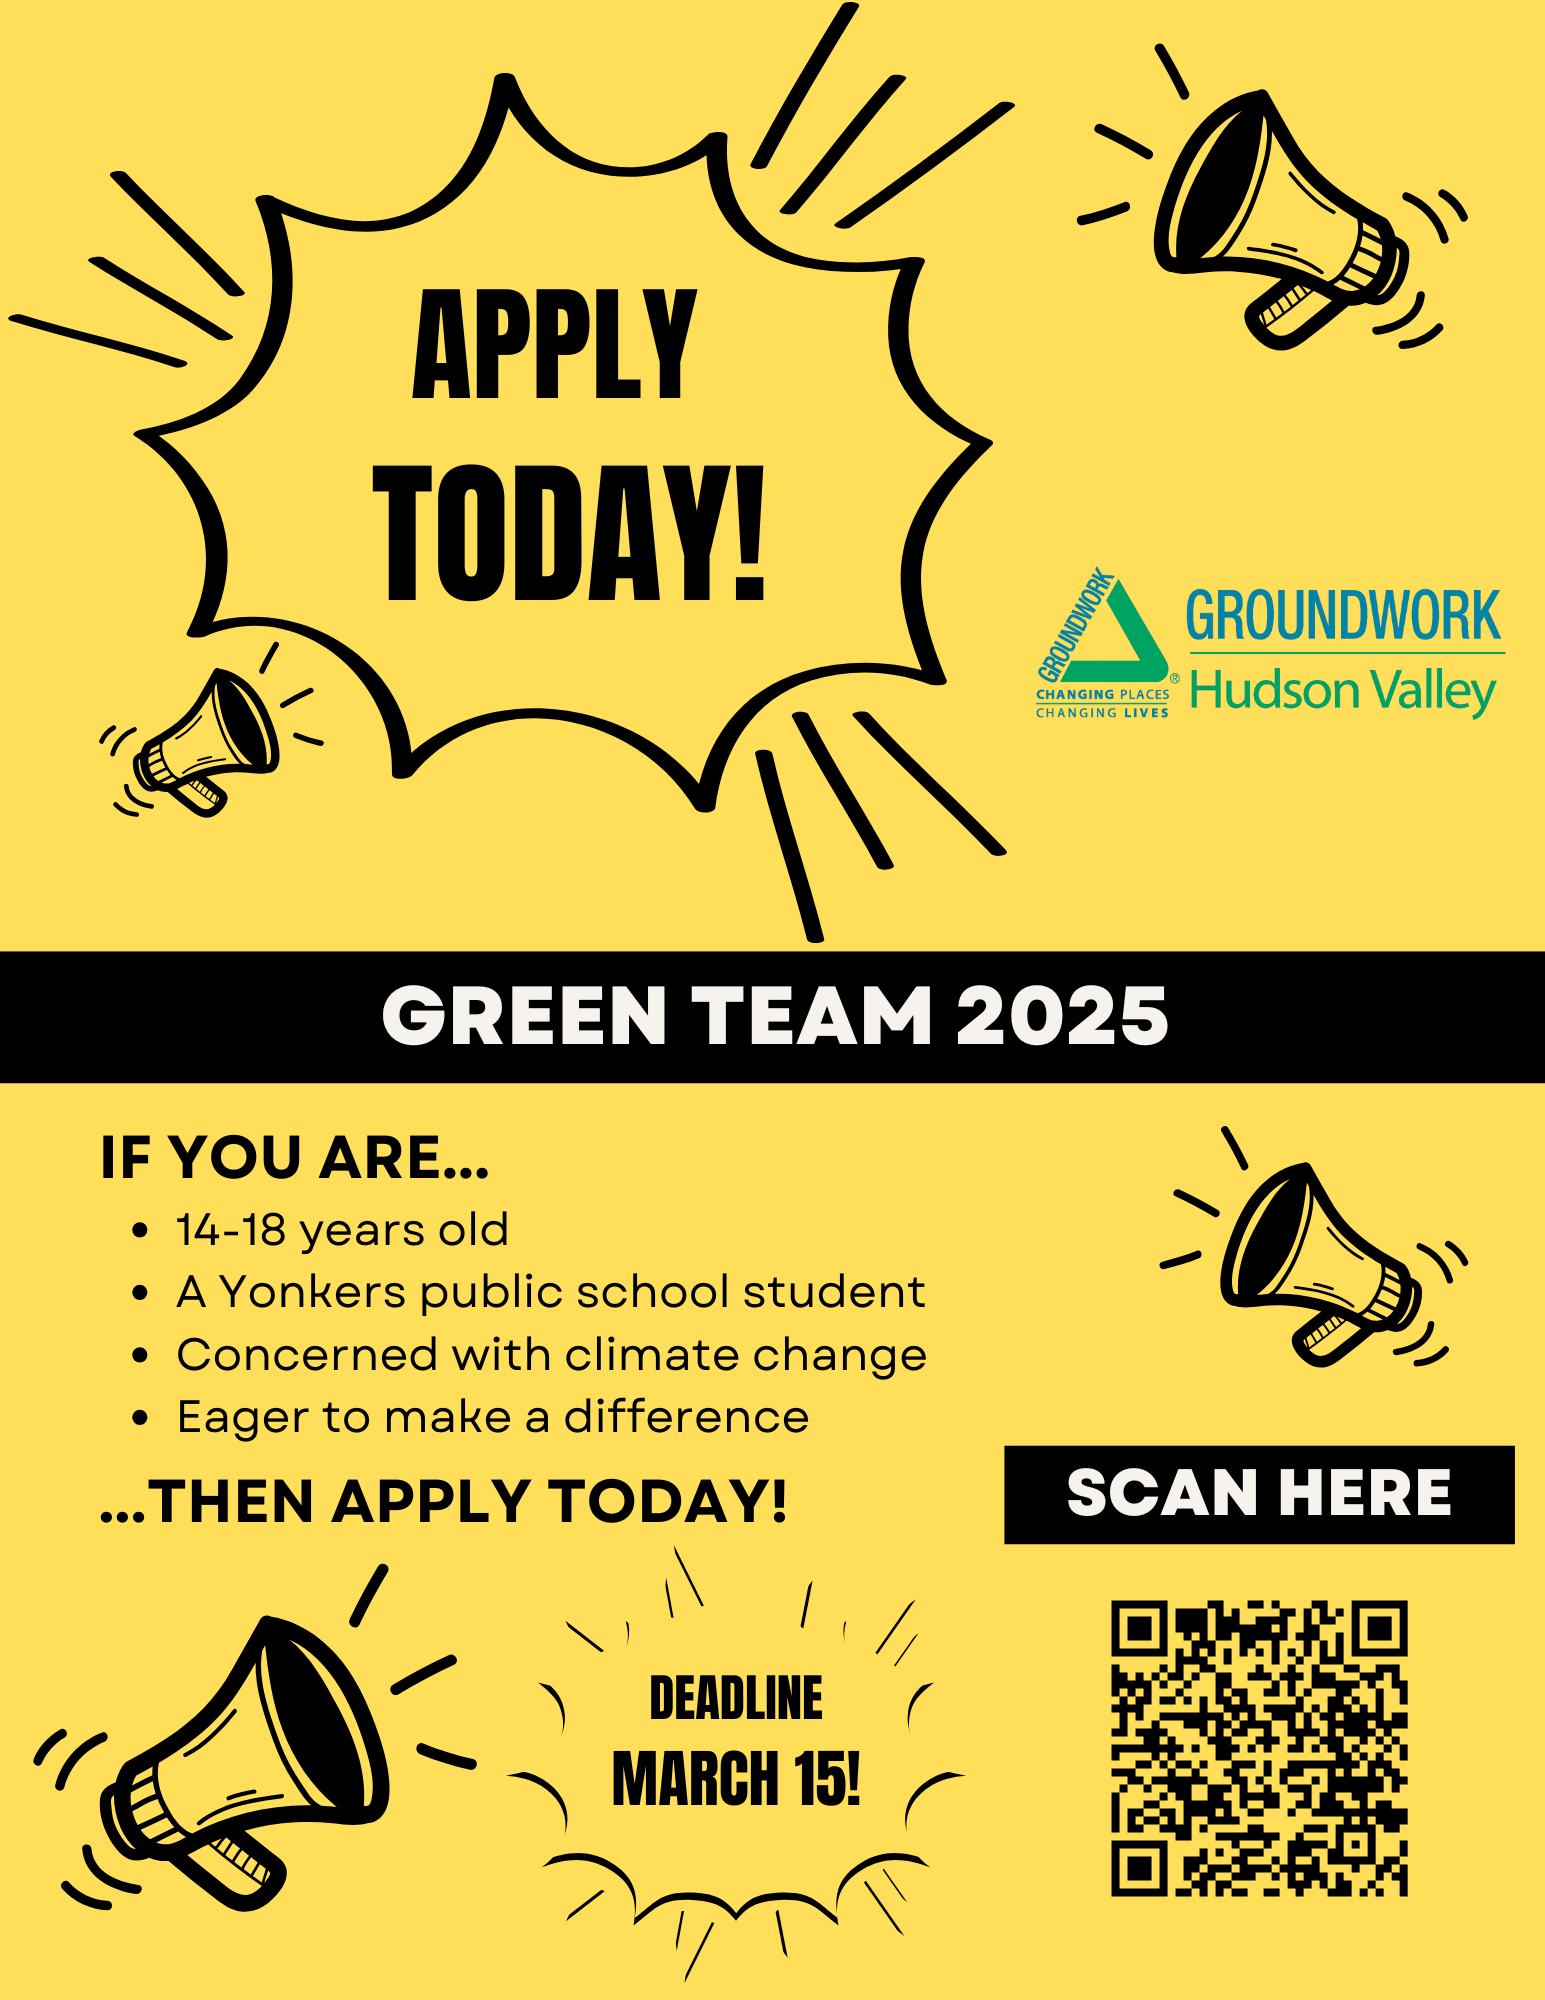 APPLY
TODAY!
GROUNDWORK
GROUNDWORK
Hudson Valley
®
CHANGING PLACES
CHANGING LIVES
GREEN TEAM 2025
IF YOU ARE...
• 14-18 years old
• A Yonkers public school student
• Concerned with climate change
• Eager to make a difference
...THEN APPLY TODAY!
SCAN HERE
DEADLINE
MARCH 15!